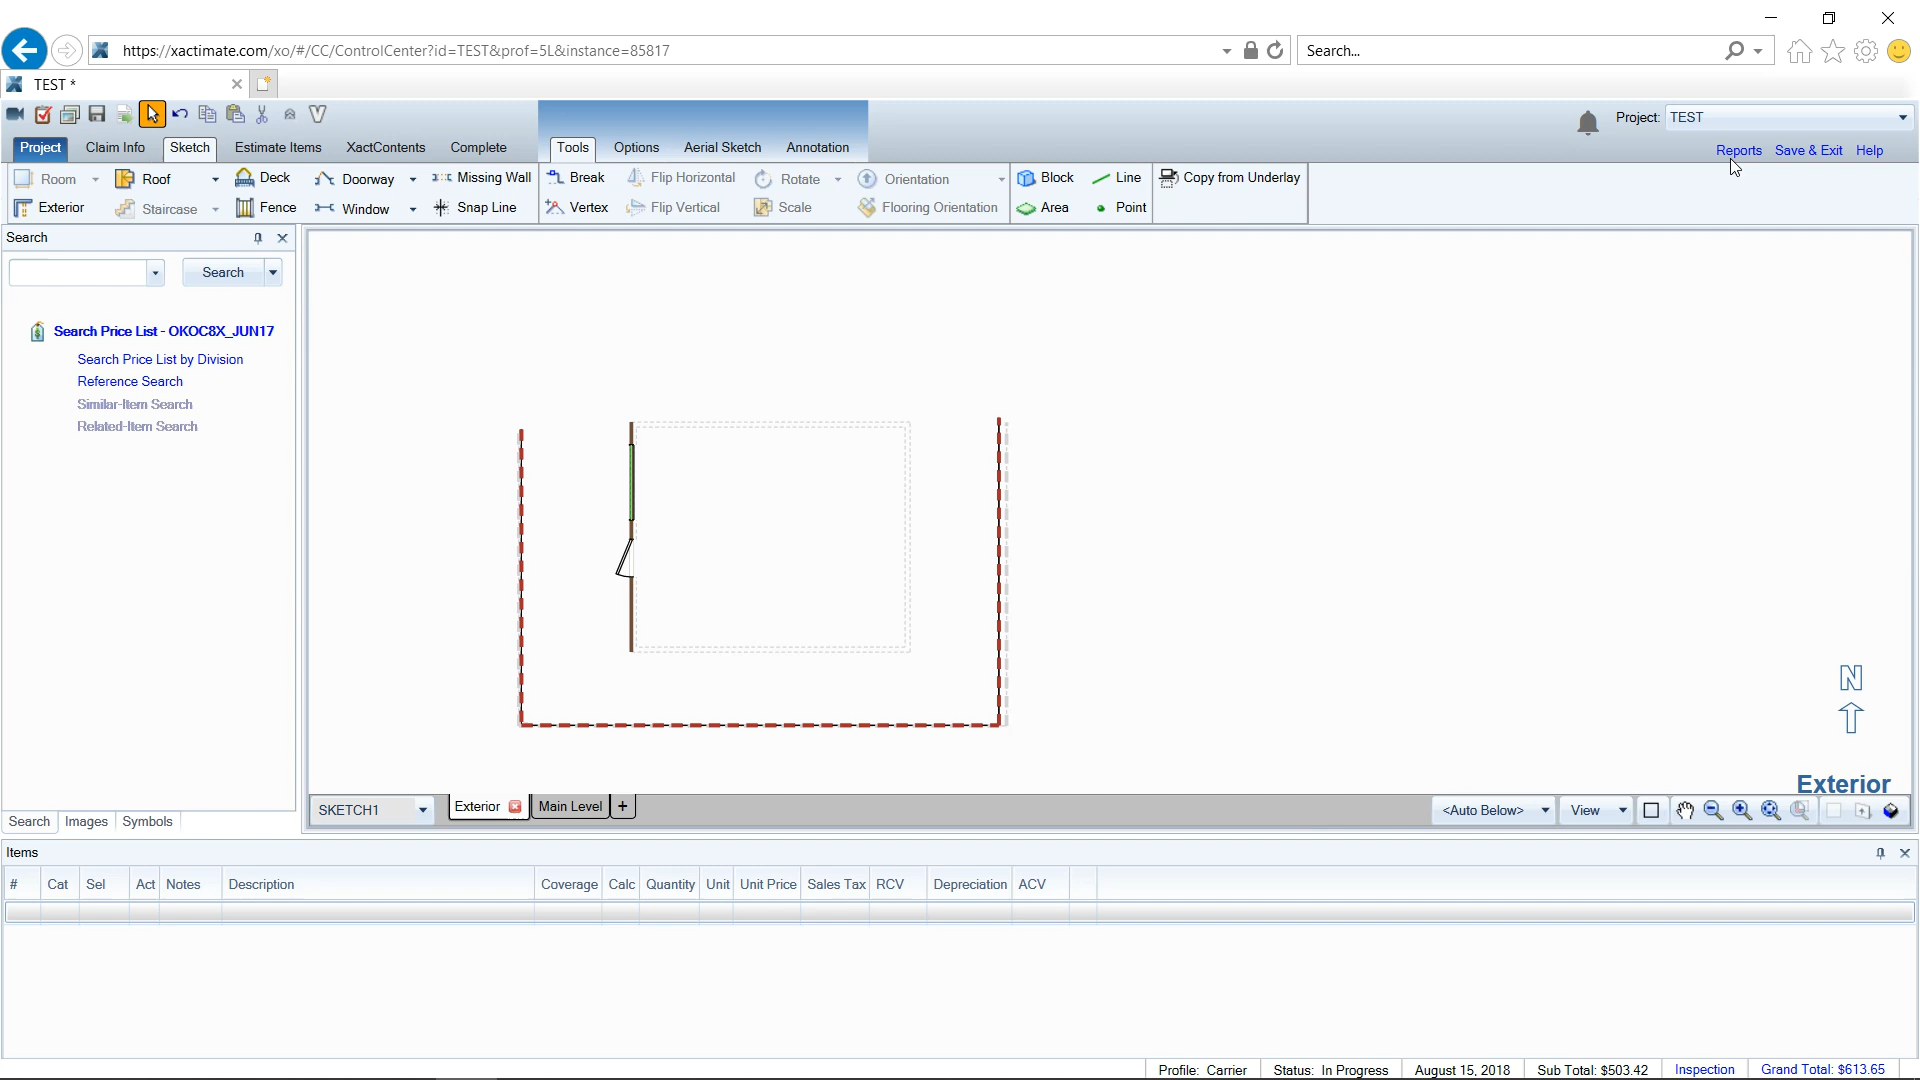 https://xactimate.com/xo/#/CC/ControlCenter?id=TEST&prof=5L&instance=85817
Search...
TEST *
Project: TEST
Project Claim Info Sketch Estimate Items XactContents Complete Tools Options Aerial Sketch Annotation
Reports Save & Exit Help
Room Roof Deck Doorway Missing Wall Break Flip Horizontal Rotate Orientation Block Line Copy from Underlay
Exterior Staircase Fence Window Snap Line Vertex Flip Vertical Scale Flooring Orientation Area Point
Search
Search
Search Price List - OKOC8X_JUN17
Search Price List by Division
Reference Search
Similar-Item Search
Related-Item Search
N
Exterior
SKETCH1 Exterior Main Level + <Auto Below> View
Search Images Symbols
Items
# Cat Sel Act Notes Description Coverage Calc Quantity Unit Unit Price Sales Tax RCV Depreciation ACV
Profile: Carrier Status: In Progress August 15, 2018 Sub Total: $503.42 Inspection Grand Total: $613.65